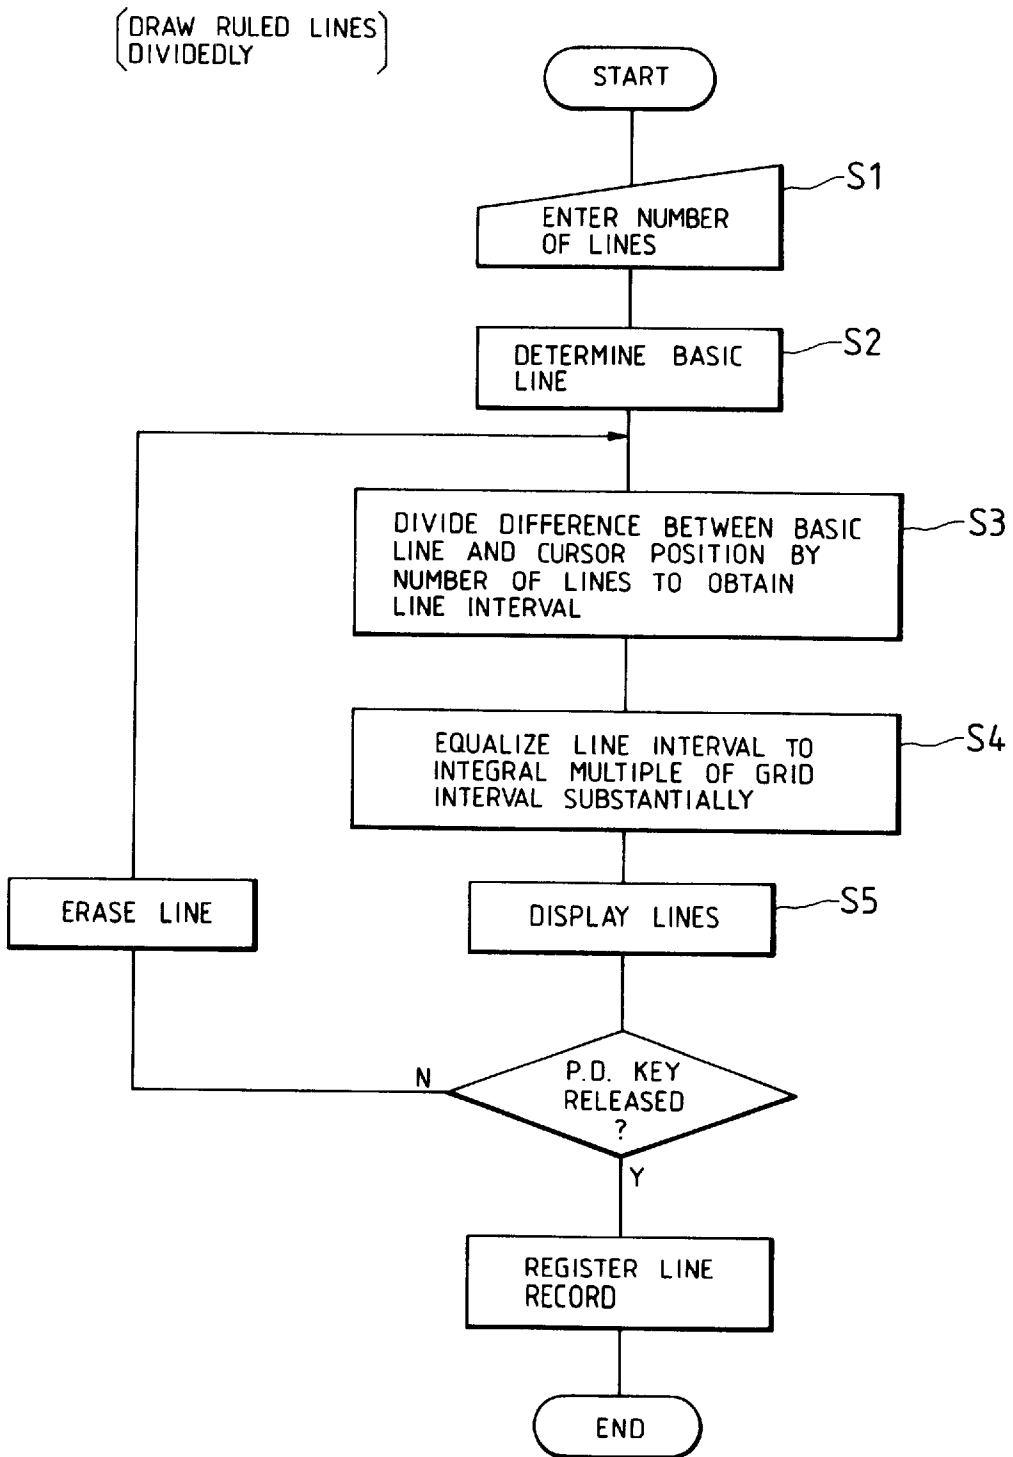 DRAW RULED LINES
DIVIDEDLY
START
S1
ENTER NUMBER
OF LINES
S2
DETERMINE BASIC
LINE
S3
DIVIDE DIFFERENCE BETWEEN BASIC
LINE AND CURSOR POSITION BY
NUMBER OF LINES TO OBTAIN
LINE INTERVAL
S4
EQUALIZE LINE INTERVAL TO
INTEGRAL MULTIPLE OF GRID
INTERVAL SUBSTANTIALLY
ERASE LINE
S5
DISPLAY LINES
N
P.D. KEY
RELEASED
?
Y
REGISTER LINE
RECORD
END